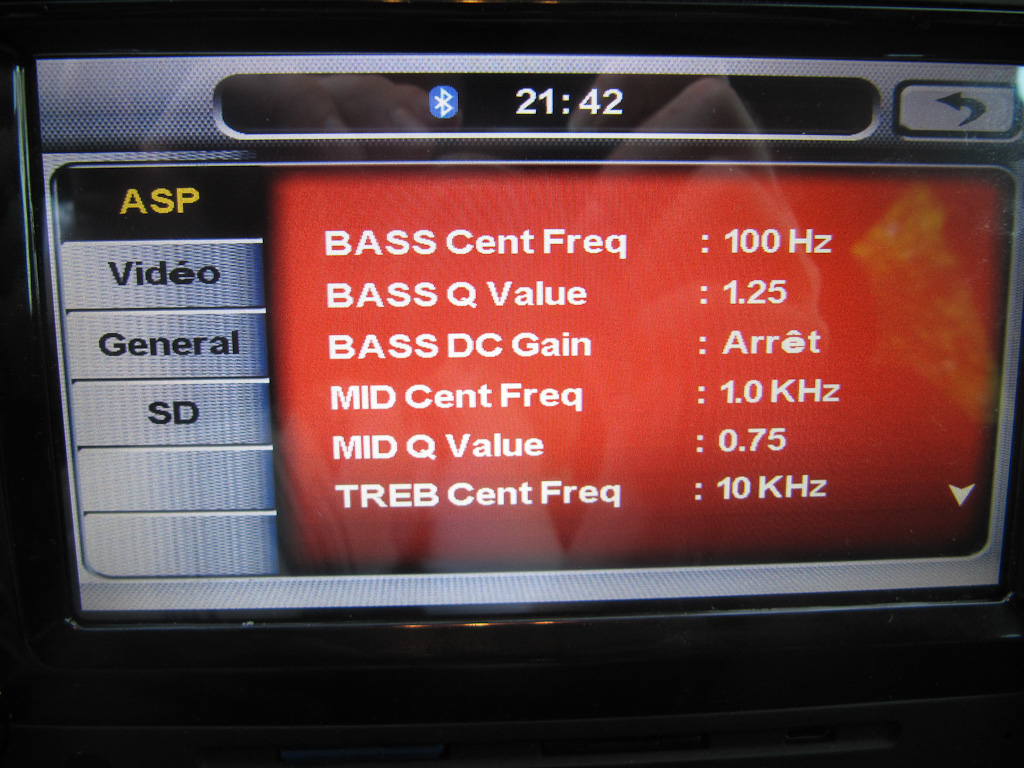 21:42
ASP
Vidéo
General
SD
BASS Cent Freq : 100 Hz
BASS Q Value : 1.25
BASS DC Gain : Arrêt
MID Cent Freq : 1.0 KHz
MID Q Value : 0.75
TREB Cent Freq : 10 KHz